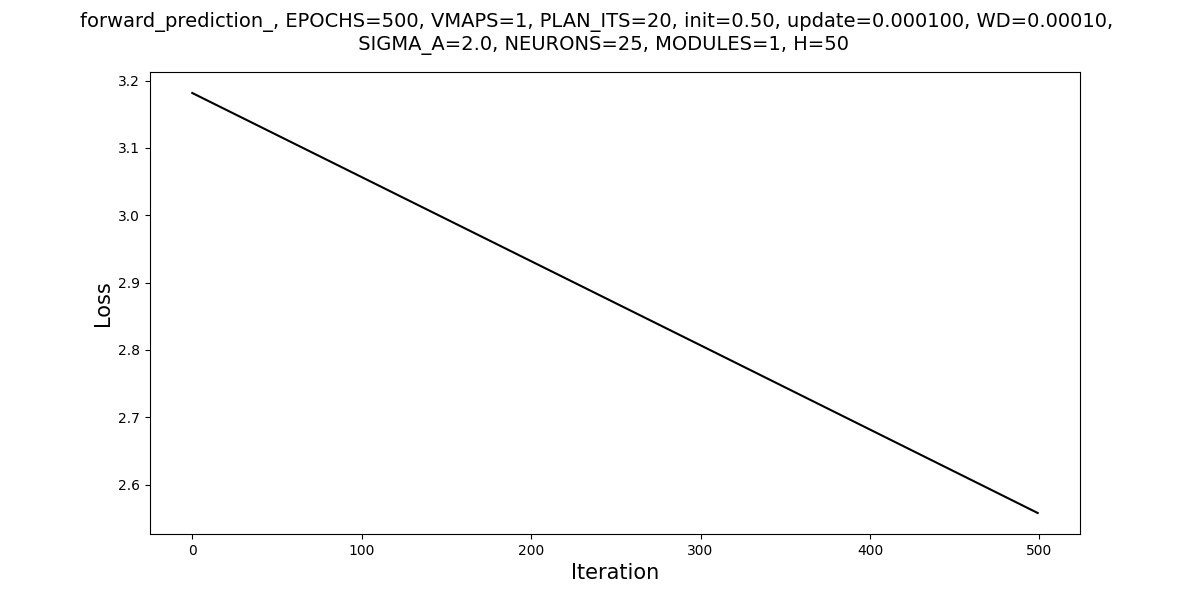 forward_prediction_, EPOCHS=500, VMAPS=1, PLAN_ITS=20, init=0.50, update=0.000100, WD=0.00010,
SIGMA_A=2.0, NEURONS=25, MODULES=1, H=50
3.2
3.1
3.0
2.9
2.8
2.7
2.6
Loss
0 100 200 300 400 500
Iteration